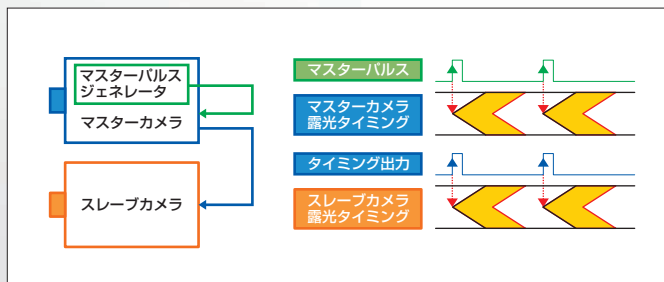 マスターパルス
ジェネレータ
マスターカメラ
スレーブカメラ
マスターパルス
マスターカメラ
露光タイミング
タイミング出力
スレーブカメラ
露光タイミング